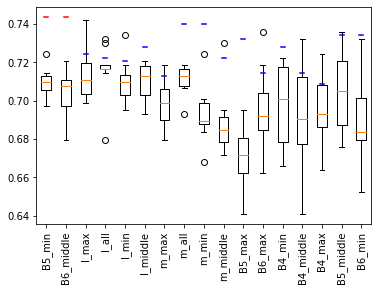 0.74
0.72
0.70
0.68
0.66
0.64
B5_min
B6_middle
l_max
l_all
l_min
l_middle
m_max
m_all
m_min
m_middle
B5_max
B6_max
B4_min
B4_middle
B4_max
B5_middle
B6_min